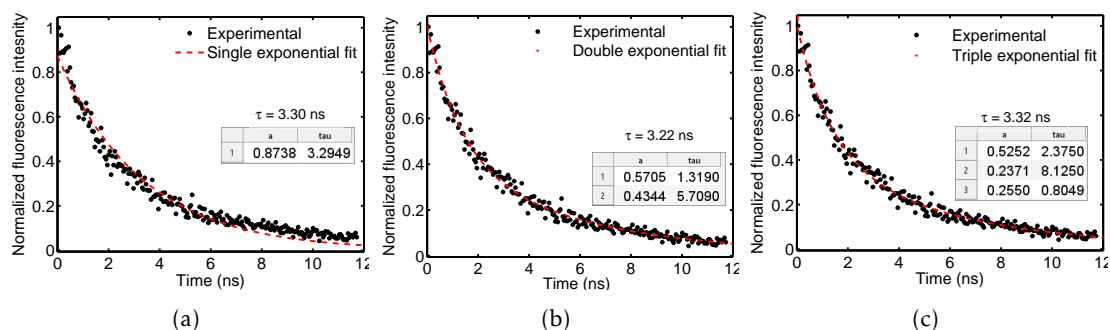 Normalized fluorescence intesnity
1
0.8
0.6
0.4
0.2
0
0 2 4 6 8 10 12
Time (ns)
Experimental
Single exponential fit
τ = 3.30 ns
a tau
1 0.8738 3.2949
(a)
Normalized fluorescence intesnity
1
0.8
0.6
0.4
0.2
0
0 2 4 6 8 10 12
Time (ns)
Experimental
Double exponential fit
τ = 3.22 ns
a tau
1 0.5705 1.3190
2 0.4344 5.7090
(b)
Normalized fluorescence intesnity
1
0.8
0.6
0.4
0.2
0
0 2 4 6 8 10 12
Time (ns)
Experimental
Triple exponential fit
τ = 3.32 ns
a tau
1 0.5252 2.3750
2 0.2371 8.1250
3 0.2550 0.8049
(c)